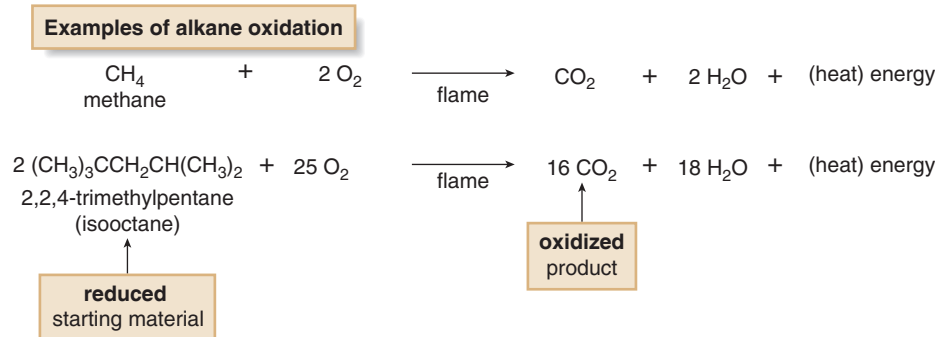 Examples of alkane oxidation
CH₄ + 2 O₂ flame CO₂ + 2 H₂O + (heat) energy
methane
2 (CH₃)₃CCH₂CH(CH₃)₂ + 25 O₂ flame 16 CO₂ + 18 H₂O + (heat) energy
2,2,4-trimethylpentane
(isooctane)
oxidized
product
reduced
starting material